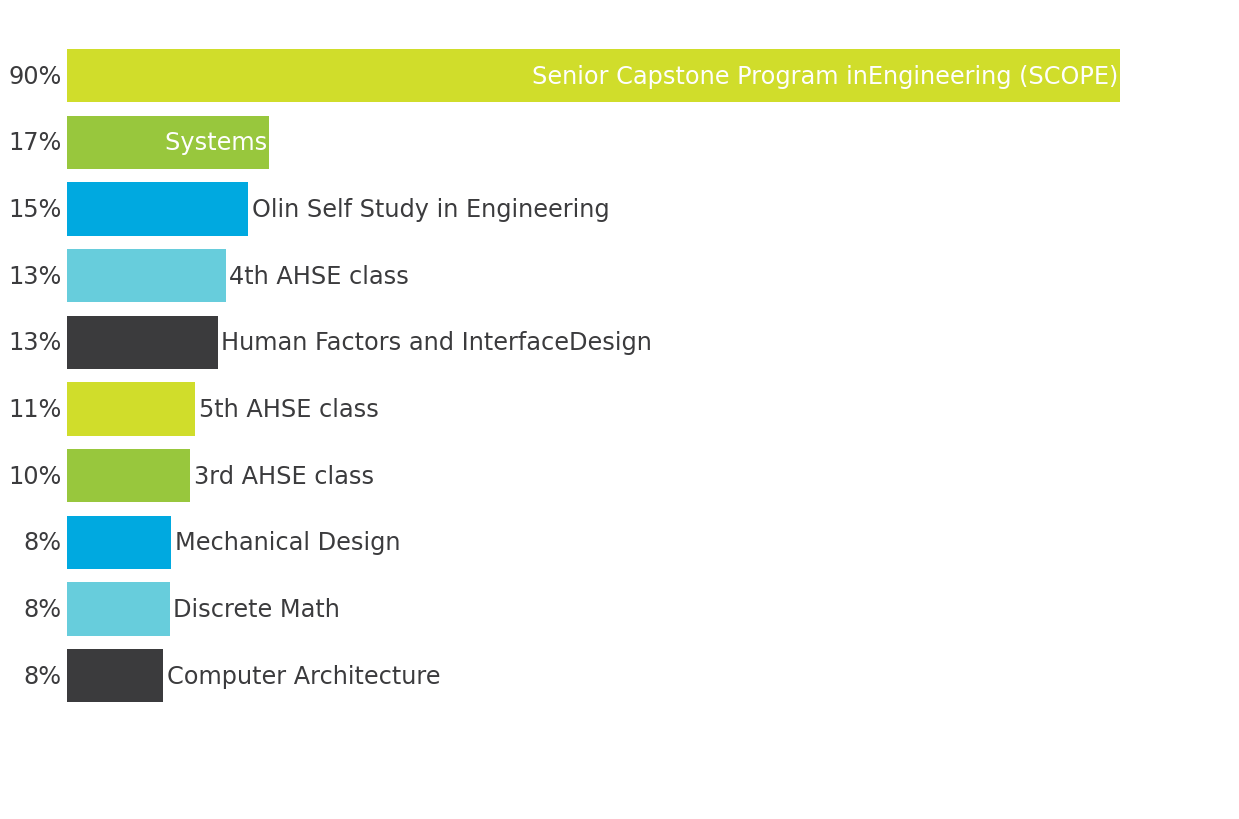 90% Senior Capstone Program inEngineering (SCOPE)
17% Systems
15% Olin Self Study in Engineering
13% 4th AHSE class
13% Human Factors and InterfaceDesign
11% 5th AHSE class
10% 3rd AHSE class
8% Mechanical Design
8% Discrete Math
8% Computer Architecture